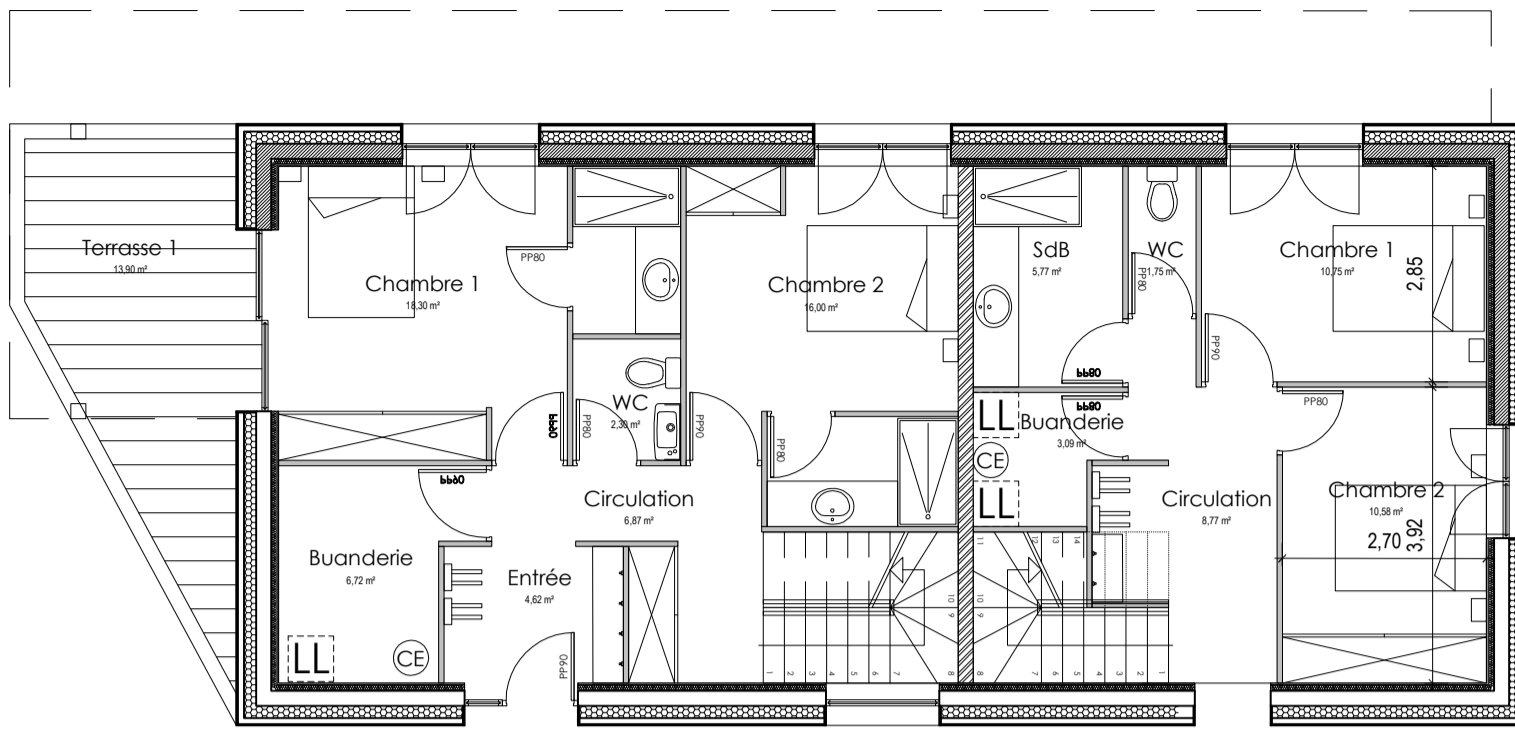 Terrasse 1
13,90 m²
Chambre 1
18,30 m²
PP80
WC
2,30 m²
PP80
PP90
PP90
PP90
Chambre 2
16,00 m²
PP80
Circulation
6,87 m²
Buanderie
6,72 m²
LL
CE
Entrée
4,62 m²
PP90
1
2
3
4
5
6
7
8
9
10
SdB
5,77 m²
WC
1,75 m²
PP80
PP80
PP80
Chambre 1
10,75 m²
2,85
PP90
PP80
LL
Buanderie
3,09 m²
CE
LL
Circulation
8,77 m²
Chambre 2
10,58 m²
2,70
3,92
11
12
13
14
10
9
8
7
6
5
4
3
2
1